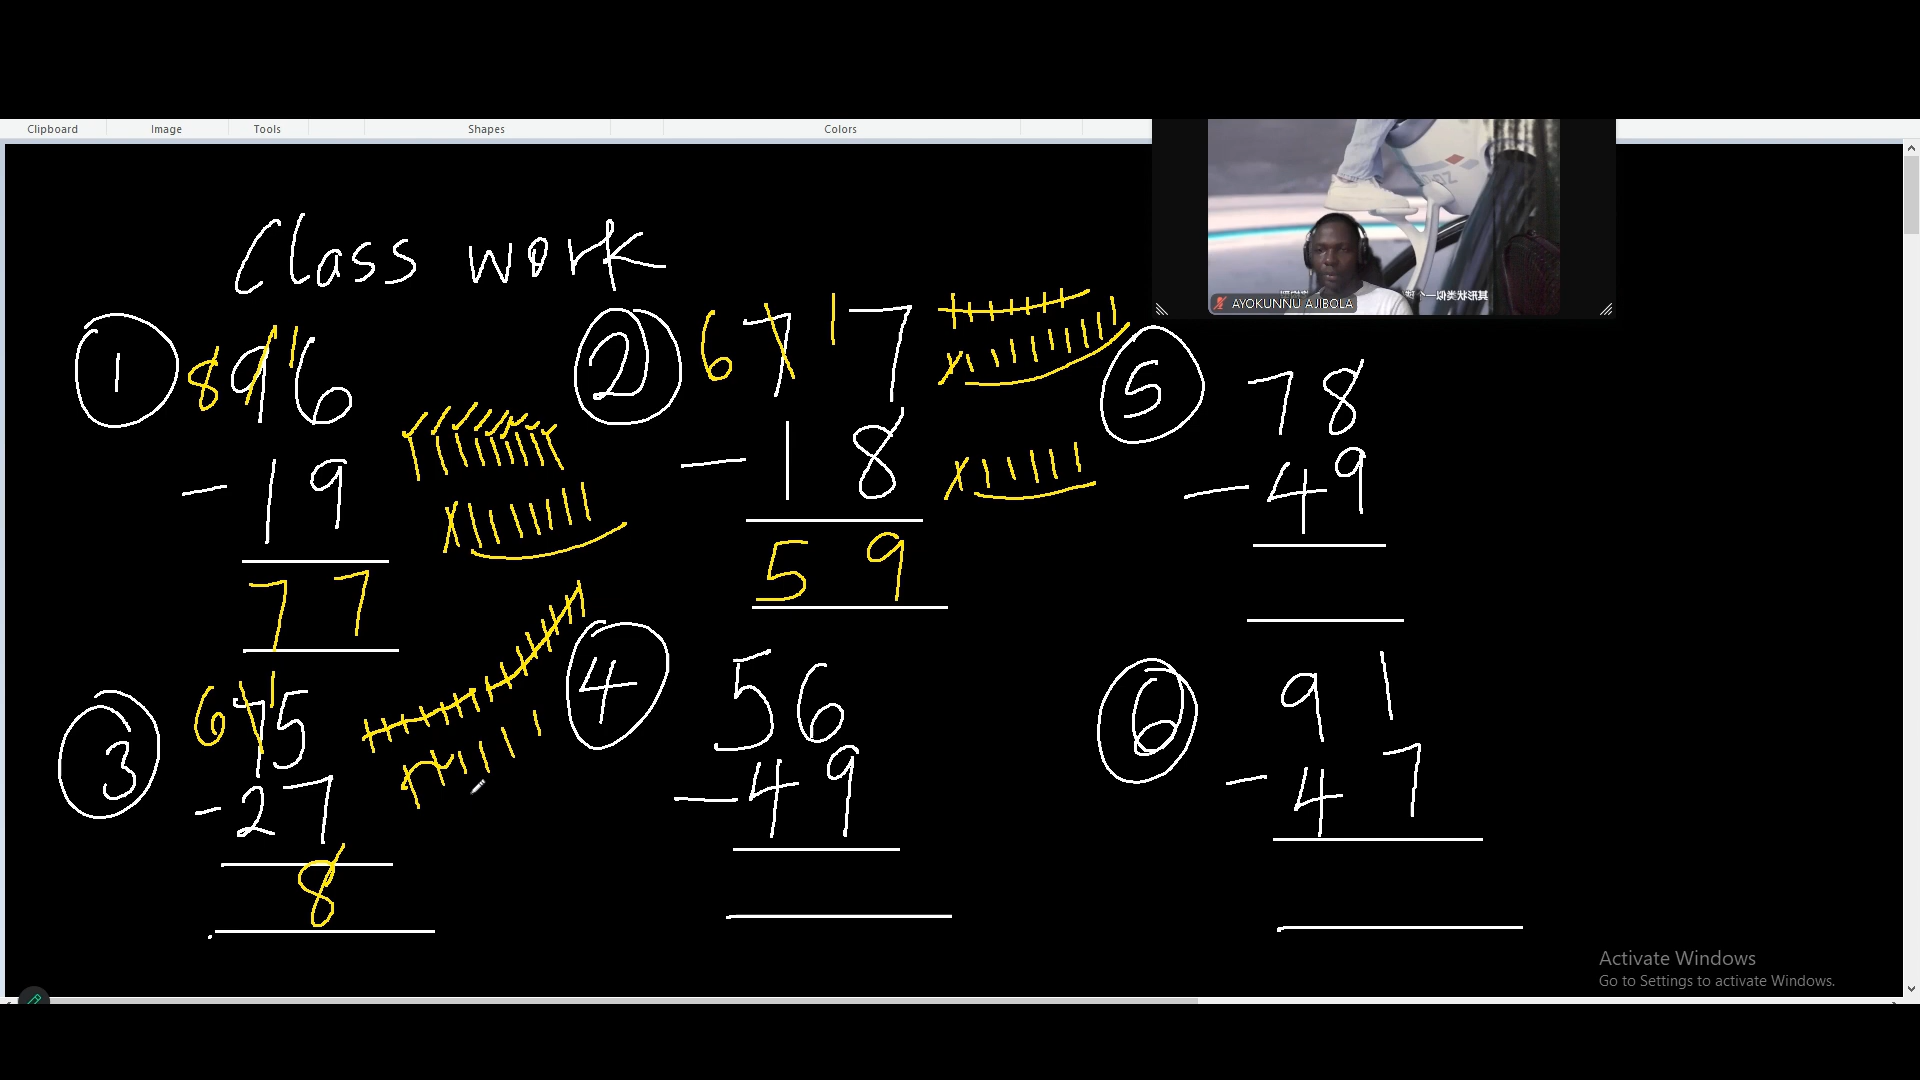 Clipboard Image Tools Shapes Colors
AYOKUNNU AJIBOLA
Class work
1
8 9 1 6
- 1 9
7 7
2
6 7 1 7
- 1 8
5 9
3
6 7 1 5
- 2 7
8
4
5 6
- 4 9
5
7 8
- 4 9
6
9 1
- 4 7
Activate Windows
Go to Settings to activate Windows.